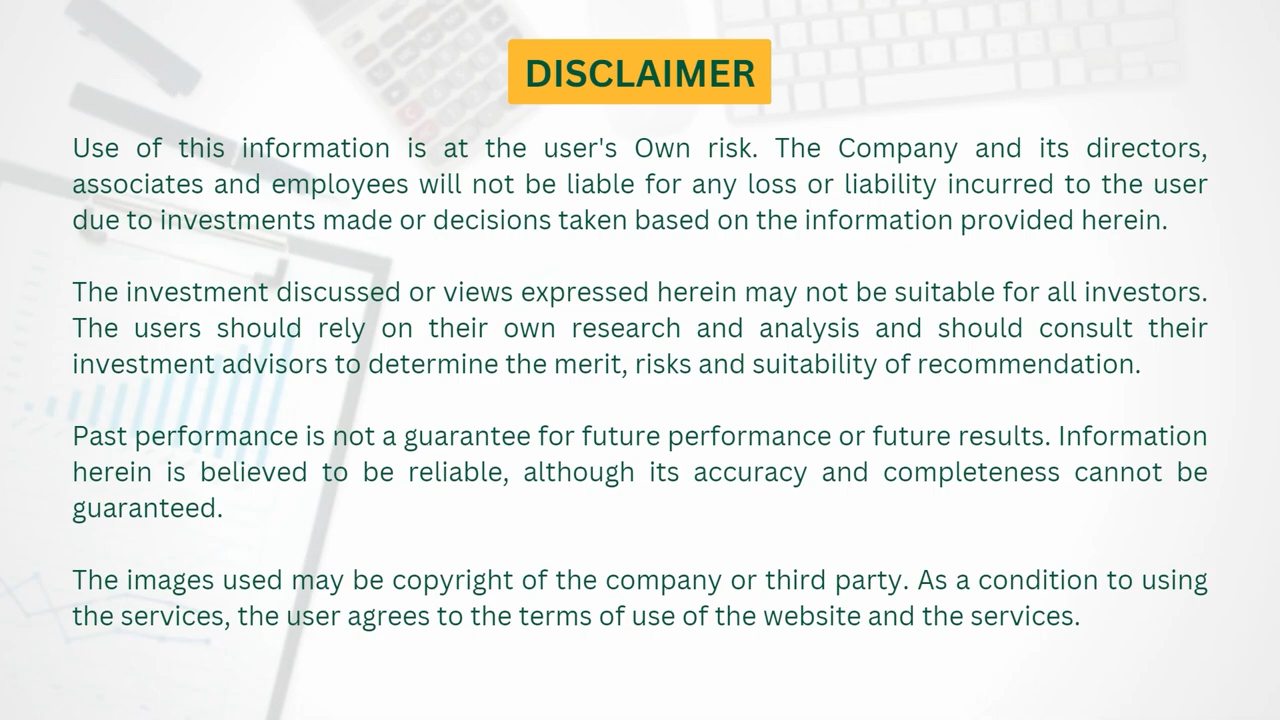 DISCLAIMER
Use of this information is at the user's Own risk. The Company and its directors,
associates and employees will not be liable for any loss or liability incurred to the user
due to investments made or decisions taken based on the information provided herein.
The investment discussed or views expressed herein may not be suitable for all investors.
The users should rely on their own research and analysis and should consult their
investment advisors to determine the merit, risks and suitability of recommendation.
Past performance is not a guarantee for future performance or future results. Information
herein is believed to be reliable, although its accuracy and completeness cannot be
guaranteed.
The images used may be copyright of the company or third party. As a condition to using
the services, the user agrees to the terms of use of the website and the services.